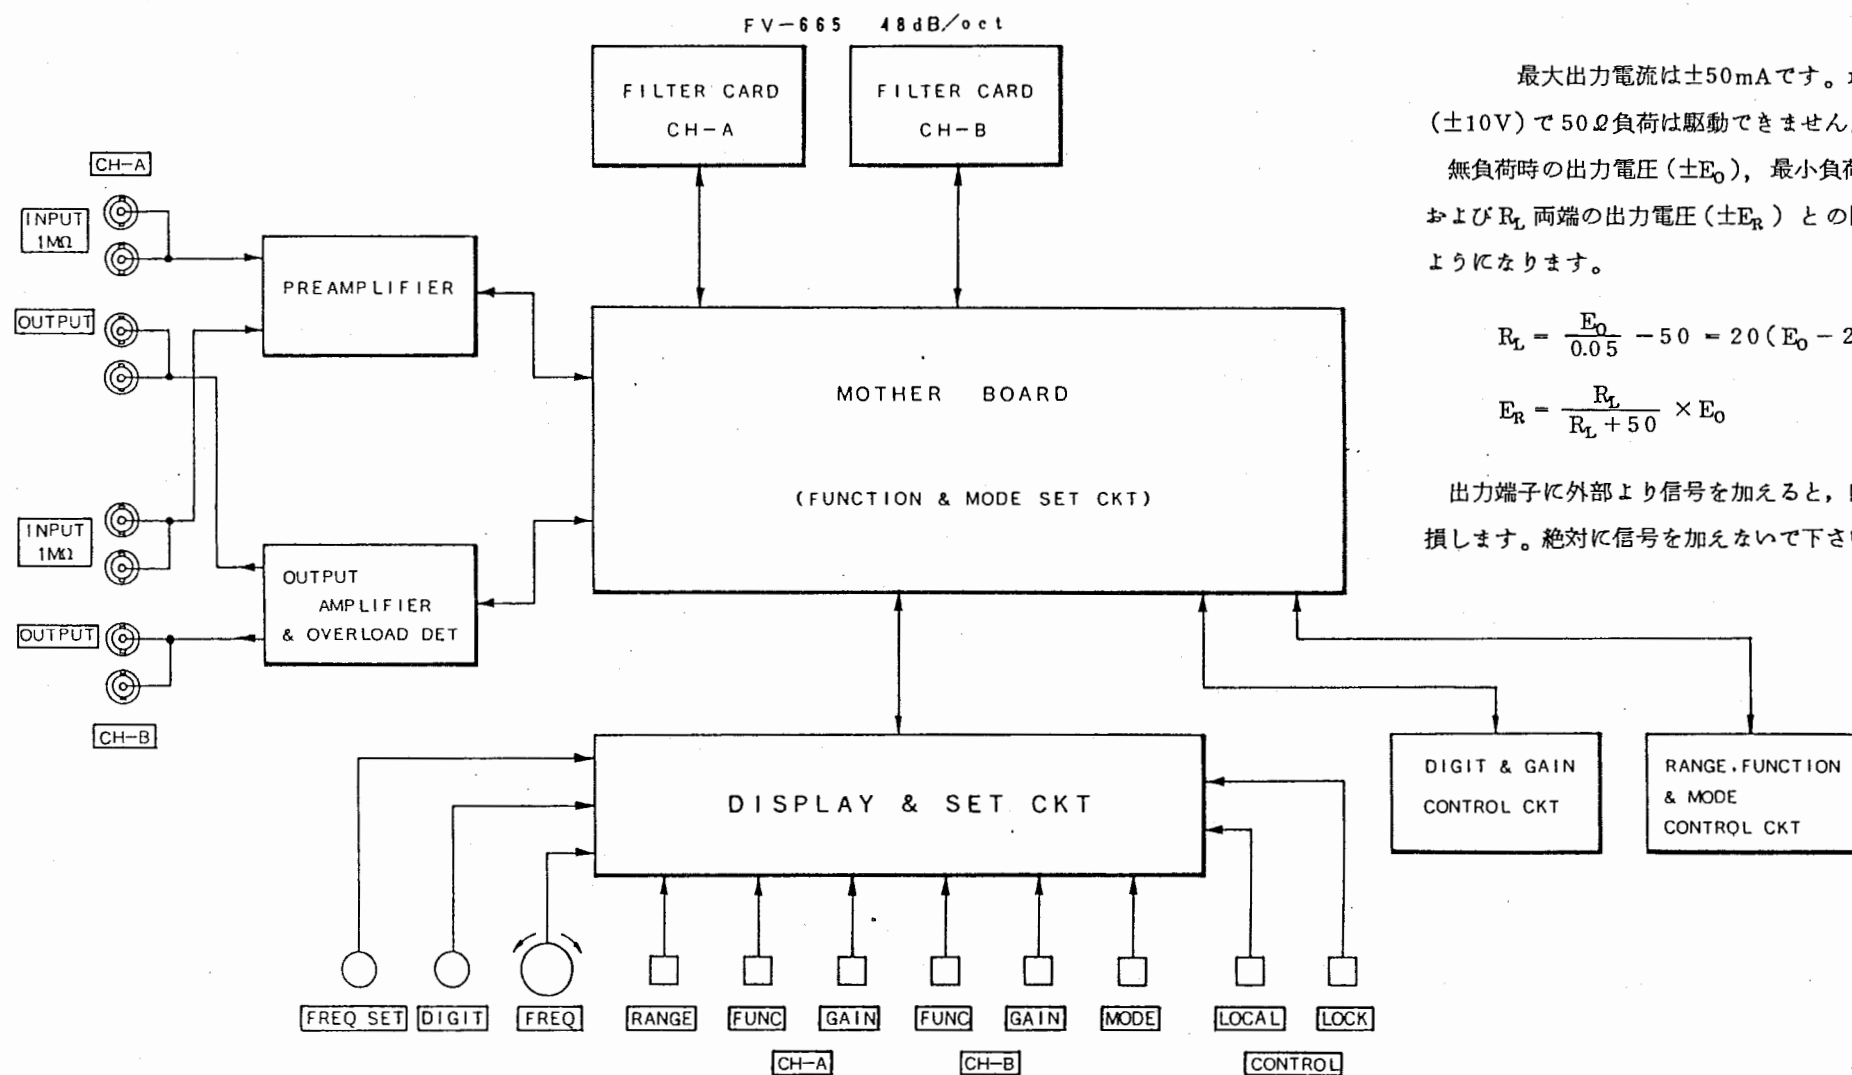 FV-665 48dB/oct
FILTER CARD
CH-A
FILTER CARD
CH-B
CH-A
INPUT
1MΩ
OUTPUT
INPUT
1MΩ
OUTPUT
CH-B
PREAMPLIFIER
OUTPUT
AMPLIFIER
& OVERLOAD DET
MOTHER BOARD
(FUNCTION & MODE SET CKT)
DISPLAY & SET CKT
DIGIT & GAIN
CONTROL CKT
RANGE, FUNCTION
& MODE
CONTROL CKT
FREQ SET
DIGIT
FREQ
RANGE
FUNC
GAIN
FUNC
GAIN
MODE
LOCAL
LOCK
CH-A
CH-B
CONTROL
最大出力電流は±50mAです。
(±10V)で50Ω負荷は駆動できません
無負荷時の出力電圧(±E₀), 最小負荷
およびR_L両端の出力電圧(±E_R)との
ようになります。
R_L = E₀/0.05 − 50 = 20(E₀ − 2
E_R = R_L/(R_L + 50) × E₀
出力端子に外部より信号を加えると,
損します。絶対に信号を加えないで下さ